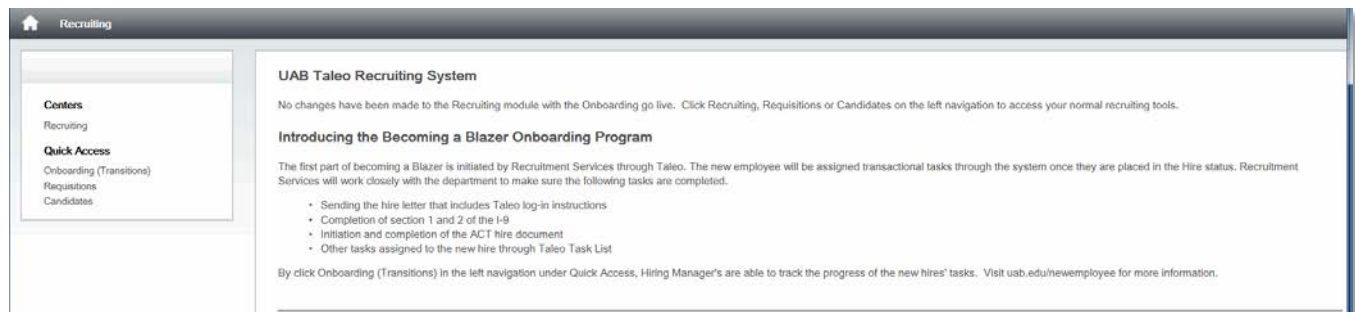 Recruiting
Centers
Recruiting
Quick Access
Onboarding (Transitions)
Requisitions
Candidates
UAB Taleo Recruiting System
No changes have been made to the Recruiting module with the Onboarding go live. Click Recruiting, Requisitions or Candidates on the left navigation to access your normal recruiting tools.
Introducing the Becoming a Blazer Onboarding Program
The first part of becoming a Blazer is initiated by Recruitment Services through Taleo. The new employee will be assigned transactional tasks through the system once they are placed in the Hire status. Recruitment
Services will work closely with the department to make sure the following tasks are completed.
• Sending the hire letter that includes Taleo log-in instructions
• Completion of section 1 and 2 of the I-9
• Initiation and completion of the ACT hire document
• Other tasks assigned to the new hire through Taleo Task List
By click Onboarding (Transitions) in the left navigation under Quick Access, Hiring Manager's are able to track the progress of the new hires' tasks. Visit uab.edu/newemployee for more information.